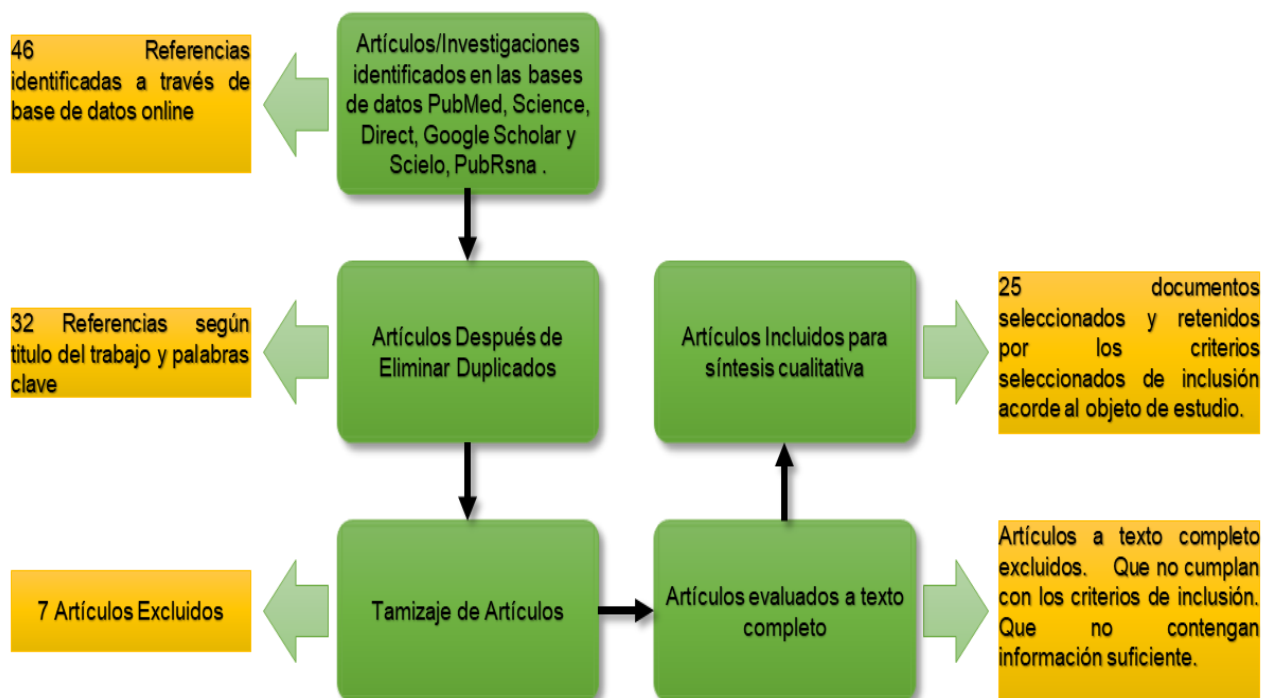 46 Referencias
identificadas a través de
base de datos online
Artículos/Investigaciones
identificados en las bases
de datos PubMed, Science,
Direct, Google Scholar y
Scielo, PubRsna .
32 Referencias según
titulo del trabajo y palabras
clave
Artículos Después de
Eliminar Duplicados
Artículos Incluidos para
síntesis cualitativa
25 documentos
seleccionados y retenidos
por los criterios
seleccionados de inclusión
acorde al objeto de estudio.
7 Artículos Excluidos
Tamizaje de Artículos
Artículos evaluados a texto
completo
Artículos a texto completo
excluidos. Que no cumplan
con los criterios de inclusión.
Que no contengan
información suficiente.